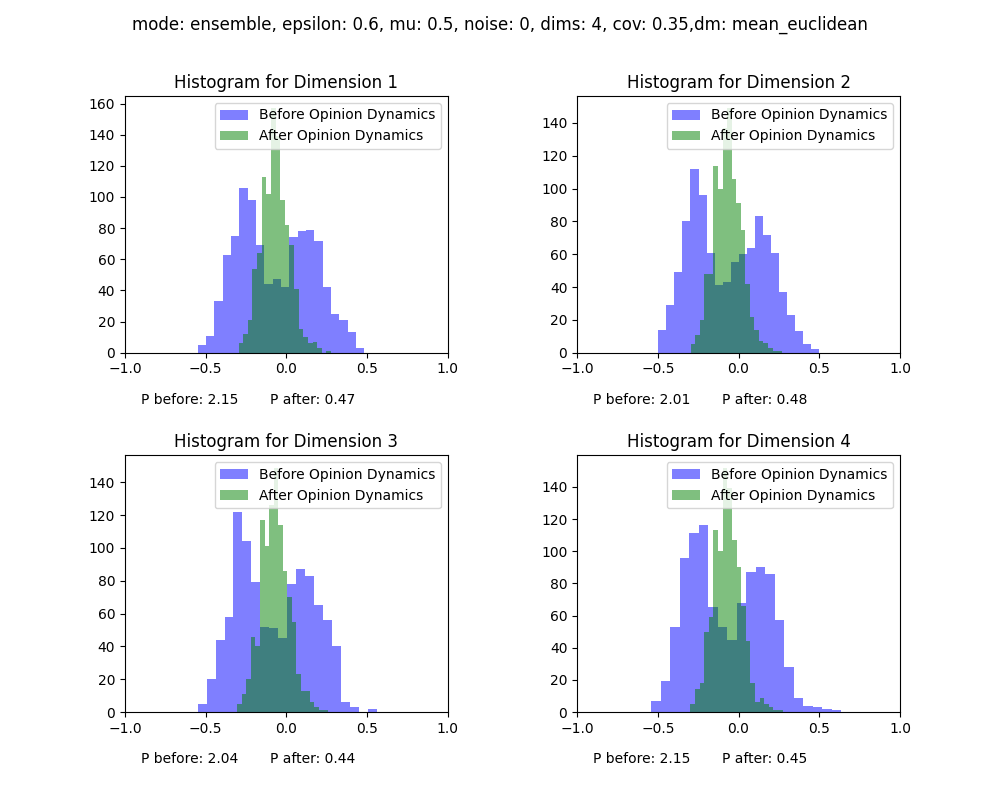 mode: ensemble, epsilon: 0.6, mu: 0.5, noise: 0, dims: 4, cov: 0.35,dm: mean_euclidean
Histogram for Dimension 1
Before Opinion Dynamics
After Opinion Dynamics
160
140
120
100
80
60
40
20
0
−1.0 −0.5 0.0 0.5 1.0
P before: 2.15 P after: 0.47
Histogram for Dimension 2
Before Opinion Dynamics
After Opinion Dynamics
140
120
100
80
60
40
20
0
−1.0 −0.5 0.0 0.5 1.0
P before: 2.01 P after: 0.48
Histogram for Dimension 3
Before Opinion Dynamics
After Opinion Dynamics
140
120
100
80
60
40
20
0
−1.0 −0.5 0.0 0.5 1.0
P before: 2.04 P after: 0.44
Histogram for Dimension 4
Before Opinion Dynamics
After Opinion Dynamics
140
120
100
80
60
40
20
0
−1.0 −0.5 0.0 0.5 1.0
P before: 2.15 P after: 0.45